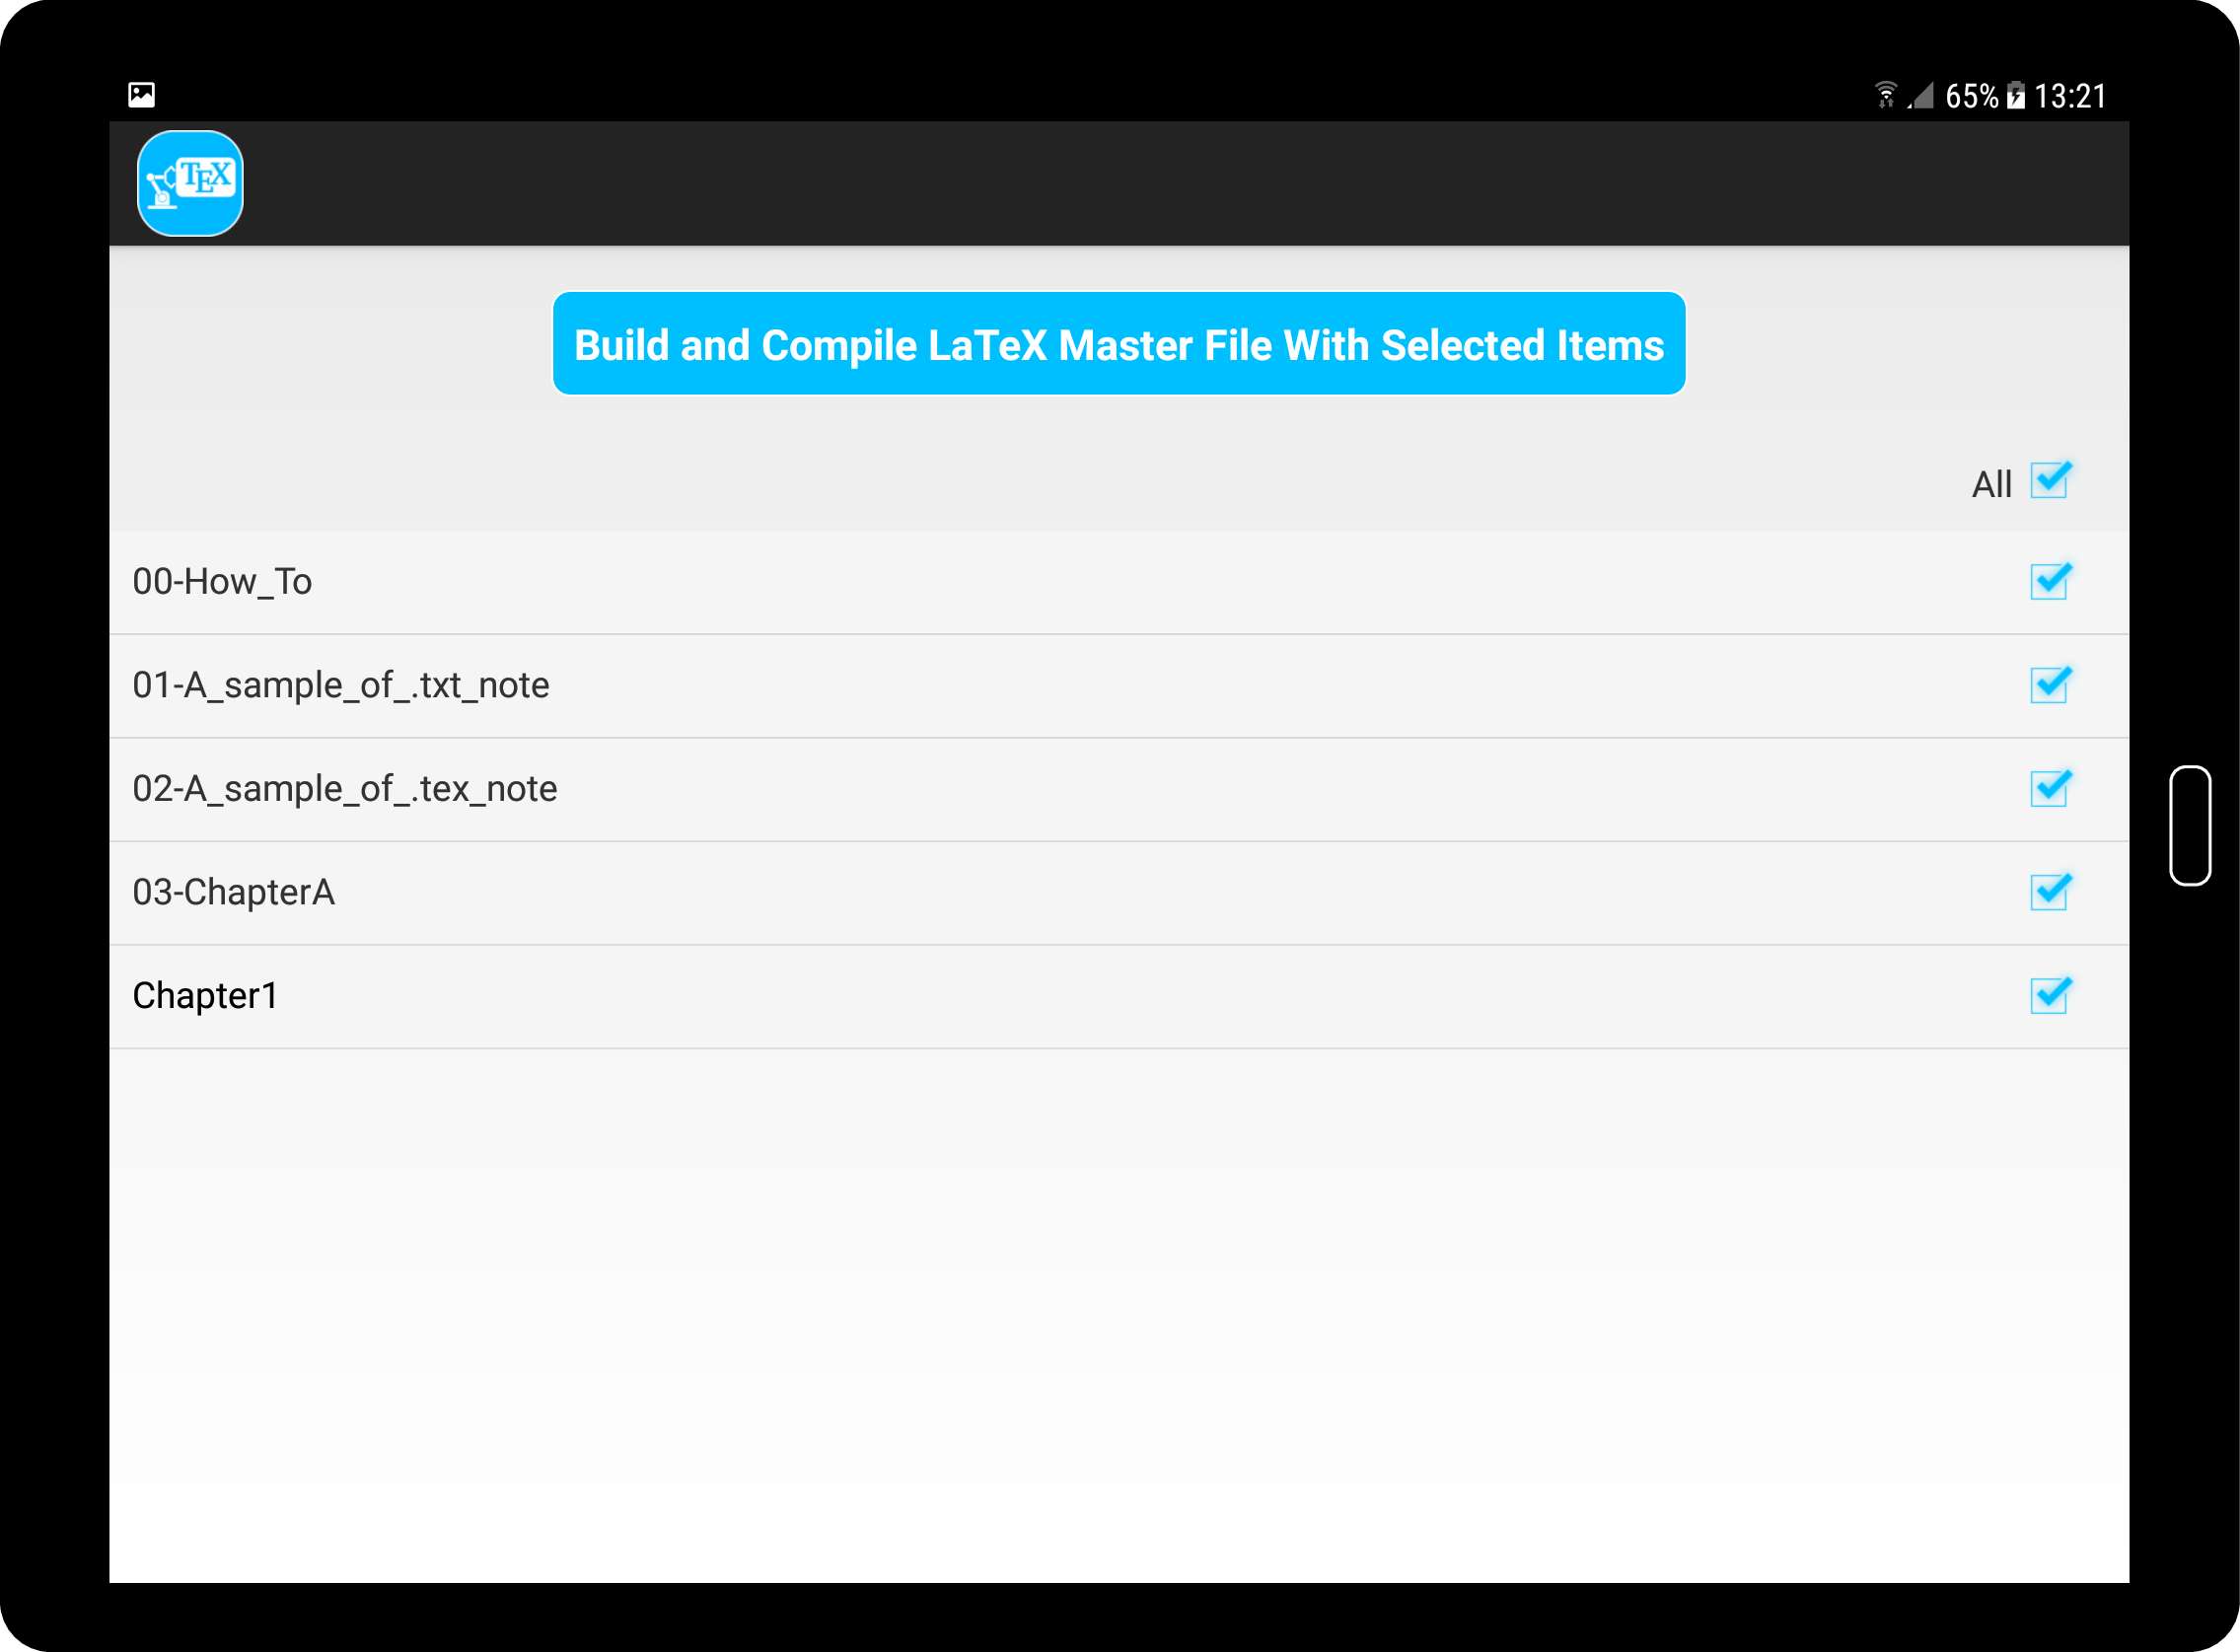 65% 13:21
TEX
Build and Compile LaTeX Master File With Selected Items
All
00-How_To
01-A_sample_of_.txt_note
02-A_sample_of_.tex_note
03-ChapterA
Chapter1